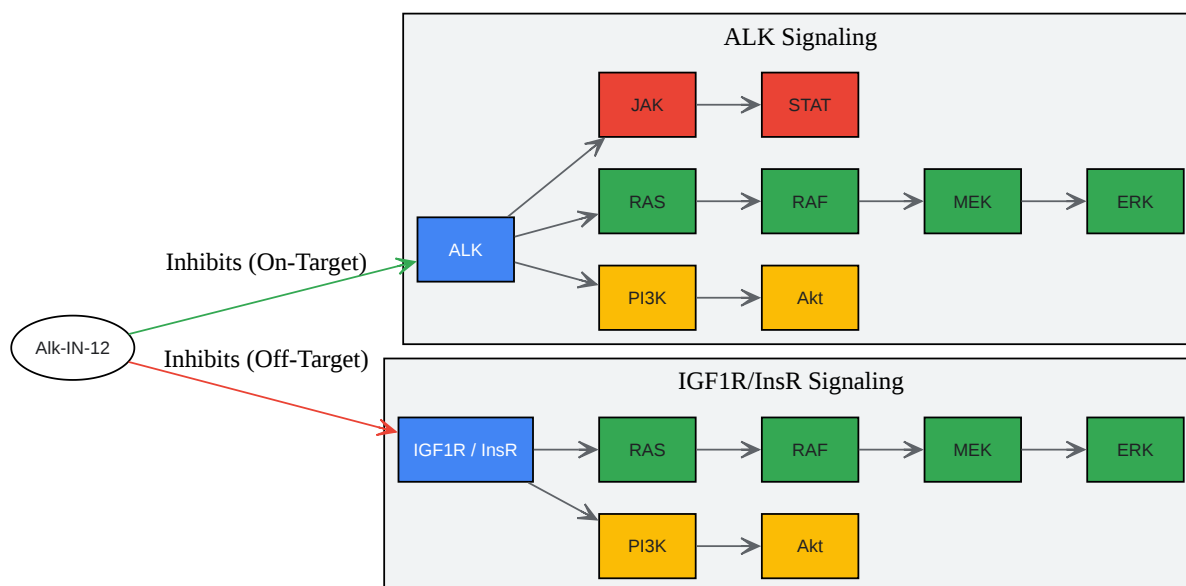 ALK Signaling
JAK
STAT
RAS
RAF
MEK
ERK
ALK
Inhibits (On-Target)
PI3K
Akt
Alk-IN-12
Inhibits (Off-Target)
IGF1R/InsR Signaling
IGF1R / InsR
RAS
RAF
MEK
ERK
PI3K
Akt